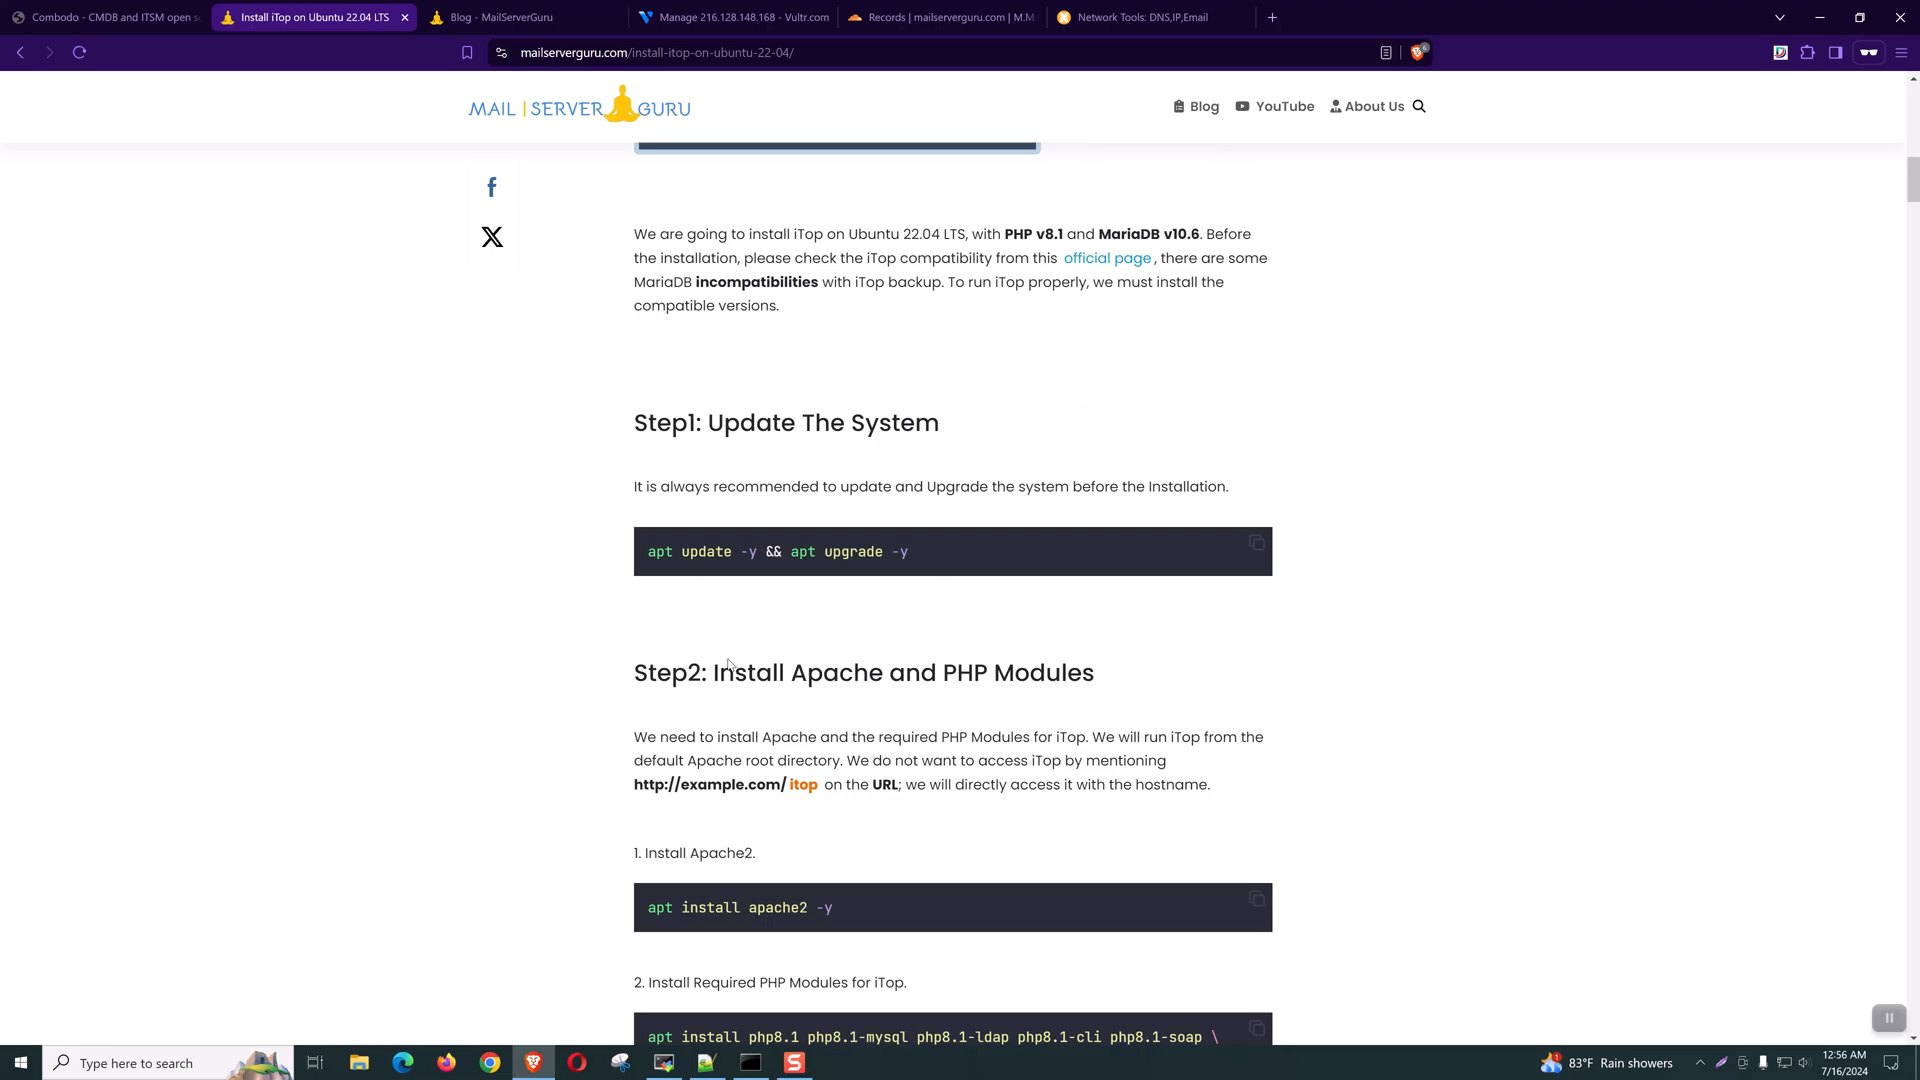 Combodo - CMDB and ITSM open s
Install iTop on Ubuntu 22.04 LTS
Blog - MailServerGuru
Manage 216.128.148.168 - Vultr.com
Records | mailserverguru.com | M.M.
Network Tools: DNS,IP,Email
mailserverguru.com/install-itop-on-ubuntu-22-04/
6
MAIL | SERVER GURU
Blog
YouTube
About Us
We are going to install iTop on Ubuntu 22.04 LTS, with PHP v8.1 and MariaDB v10.6. Before
the installation, please check the iTop compatibility from this official page, there are some
MariaDB incompatibilities with iTop backup. To run iTop properly, we must install the
compatible versions.
Step1: Update The System
It is always recommended to update and Upgrade the system before the Installation.
apt update -y && apt upgrade -y
Step2: Install Apache and PHP Modules
We need to install Apache and the required PHP Modules for iTop. We will run iTop from the
default Apache root directory. We do not want to access iTop by mentioning
http://example.com/itop on the URL; we will directly access it with the hostname.
1. Install Apache2.
apt install apache2 -y
2. Install Required PHP Modules for iTop.
apt install php8.1 php8.1-mysql php8.1-ldap php8.1-cli php8.1-soap \
Type here to search
1
83°F Rain showers
12:56 AM
7/16/2024